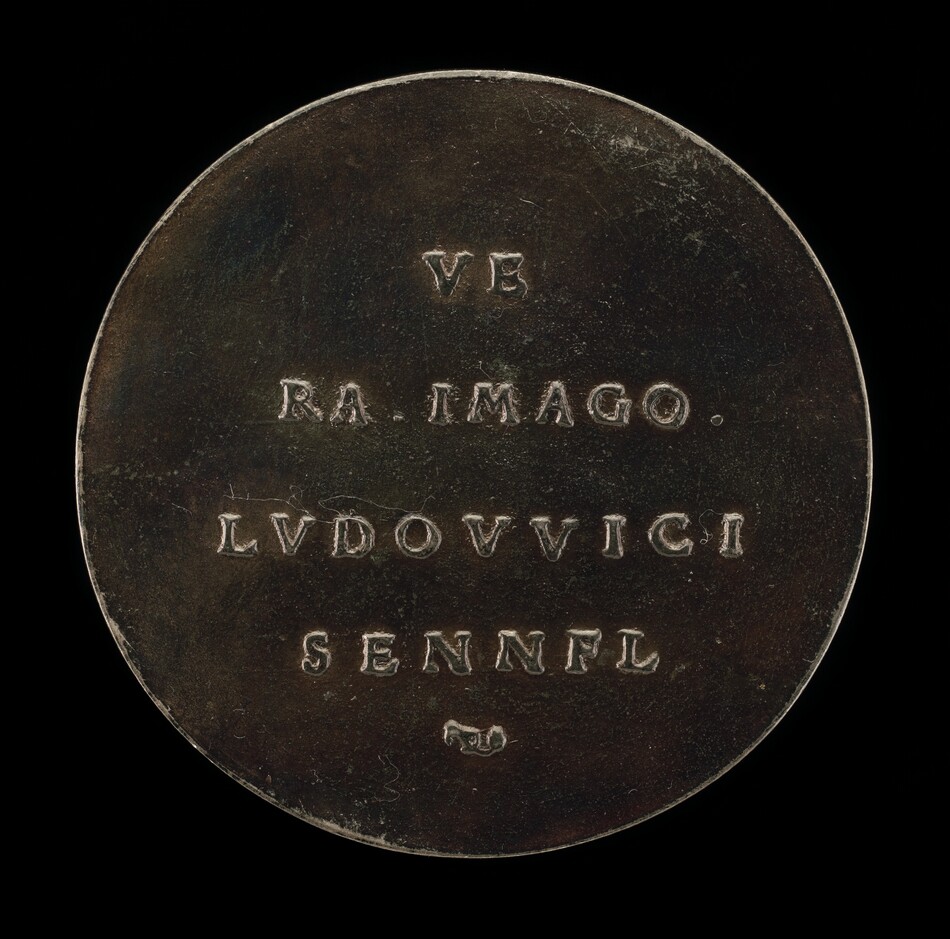 VE
RA . IMAGO .
LVDOVVICI
SENNFL